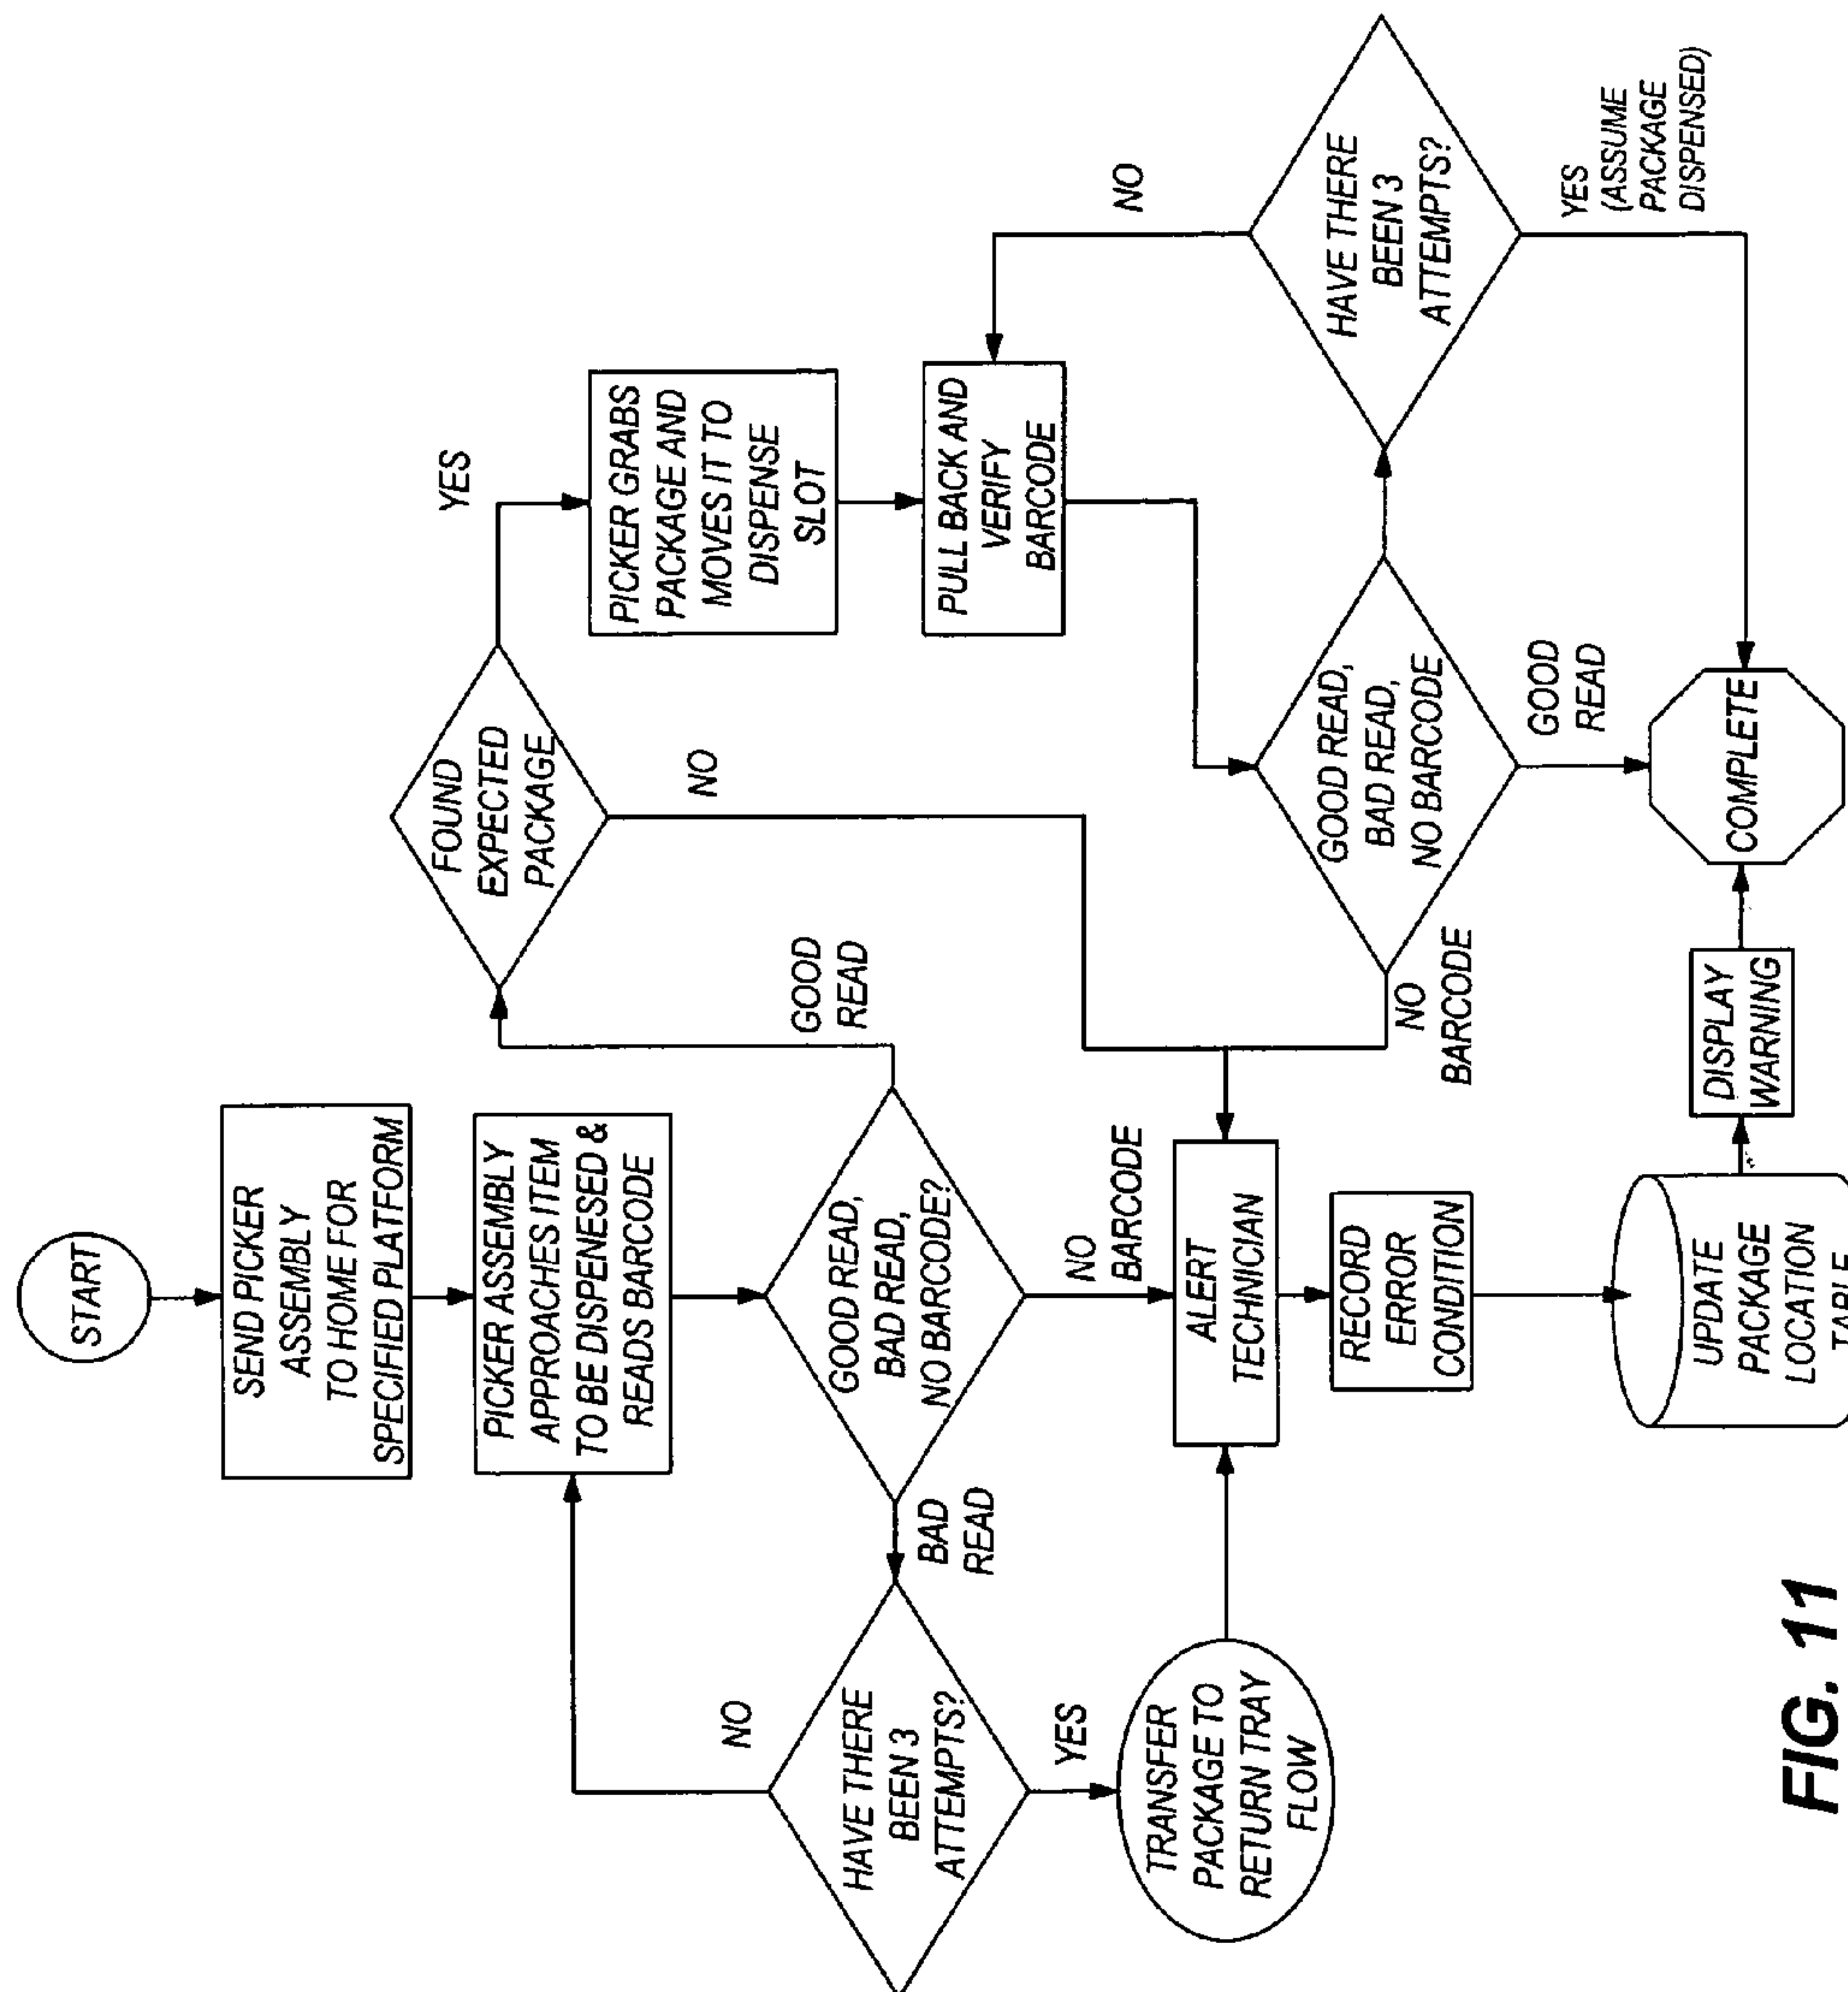 START
SEND PICKER
ASSEMBLY
TO HOME FOR
SPECIFIED PLATFORM
PICKER ASSEMBLY
APPROACHES ITEM
TO BE DISPENESED &
READS BARCODE
GOOD READ,
BAD READ,
NO BARCODE?
GOOD
READ
BAD
READ
NO
BARCODE
HAVE THERE
BEEN 3
ATTEMPTS?
NO
YES
TRANSFER
PACKAGE TO
RETURN TRAY
FLOW
ALERT
TECHNICIAN
RECORD
ERROR
CONDITION
UPDATE
PACKAGE
LOCATION
TABLE
DISPLAY
WARNING
COMPLETE
FOUND
EXPECTED
PACKAGE
YES
NO
PICKER GRABS
PACKAGE AND
MOVES IT TO
DISPENSE
SLOT
PULL BACK AND
VERIFY
BARCODE
GOOD READ,
BAD READ,
NO BARCODE
NO
BARCODE
GOOD
READ
HAVE THERE
BEEN 3
ATTEMPTS?
NO
YES
(ASSUME
PACKAGE
DISPENSED)
FIG. 11